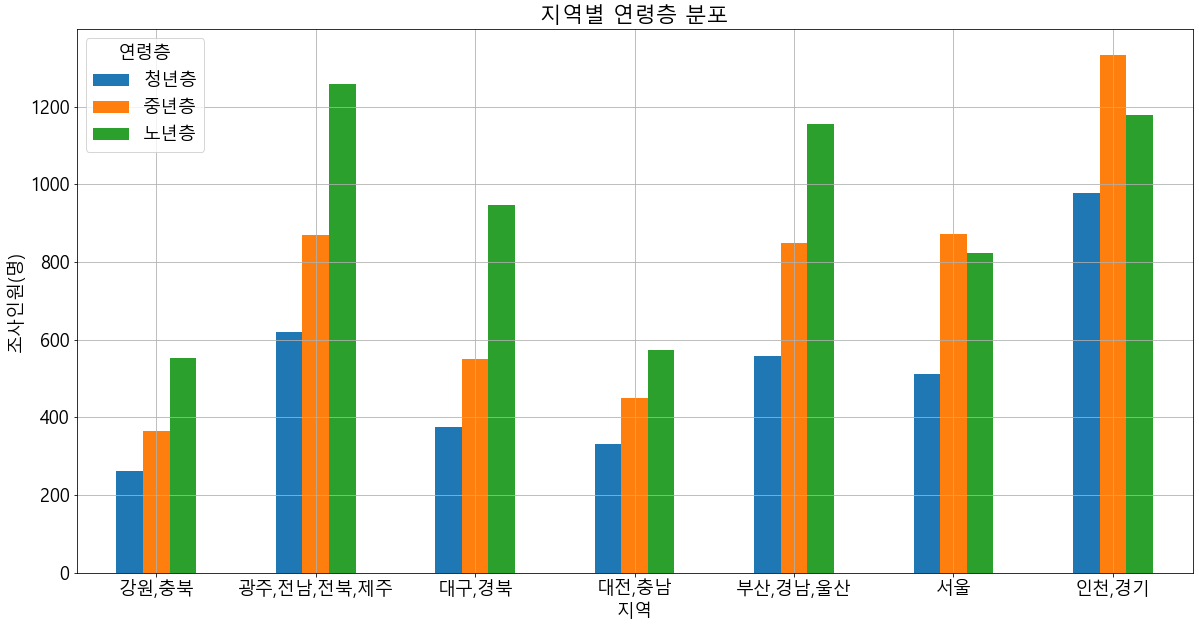 지역별 연령층 분포
연령층
청년층
중년층
노년층
조사인원(명)
1200
1000
800
600
400
200
0
강원,충북 광주,전남,전북,제주 대구,경북 대전,충남 부산,경남,울산 서울 인천,경기
지역